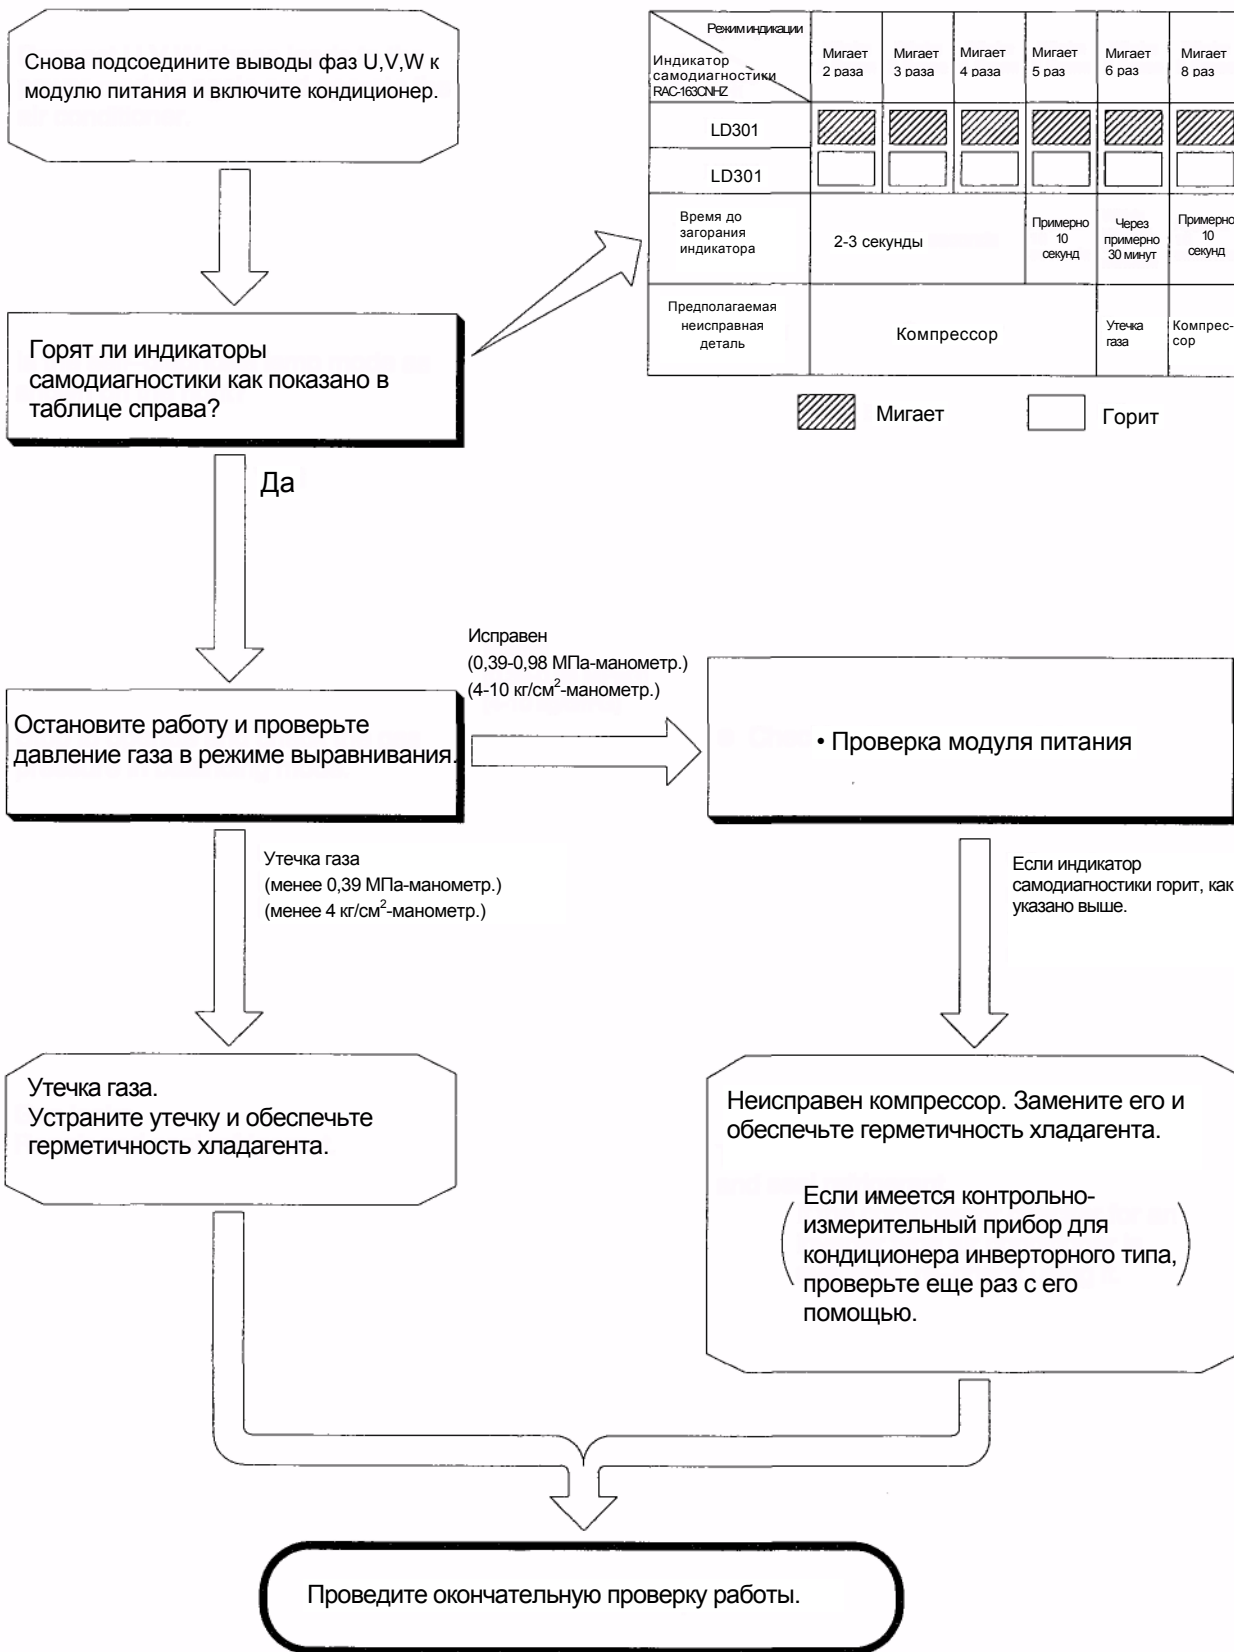 Снова подсоедините выводы фаз U,V,W к
модулю питания и включите кондиционер.
Режим индикации
Индикатор
самодиагностики
RAC-163CNHZ
Мигает
2 раза
Мигает
3 раза
Мигает
4 раза
Мигает
5 раз
Мигает
6 раз
Мигает
8 раз
LD301
LD301
Время до
загорания
индикатора
2-3 секунды
Примерно
10
секунд
Через
примерно
30 минут
Примерно
10
секунд
Предполагаемая
неисправная
деталь
Компрессор
Утечка
газа
Компрес-
сор
Мигает
Горит
Горят ли индикаторы
самодиагностики как показано в
таблице справа?
Да
Исправен
(0,39-0,98 МПа-манометр.)
(4-10 кг/см²-манометр.)
Остановите работу и проверьте
давление газа в режиме выравнивания.
• Проверка модуля питания
Утечка газа
(менее 0,39 МПа-манометр.)
(менее 4 кг/см²-манометр.)
Если индикатор
самодиагностики горит, как
указано выше.
Утечка газа.
Устраните утечку и обеспечьте
герметичность хладагента.
Неисправен компрессор. Замените его и
обеспечьте герметичность хладагента.
Если имеется контрольно-
измерительный прибор для
кондиционера инверторного типа,
проверьте еще раз с его
помощью.
Проведите окончательную проверку работы.